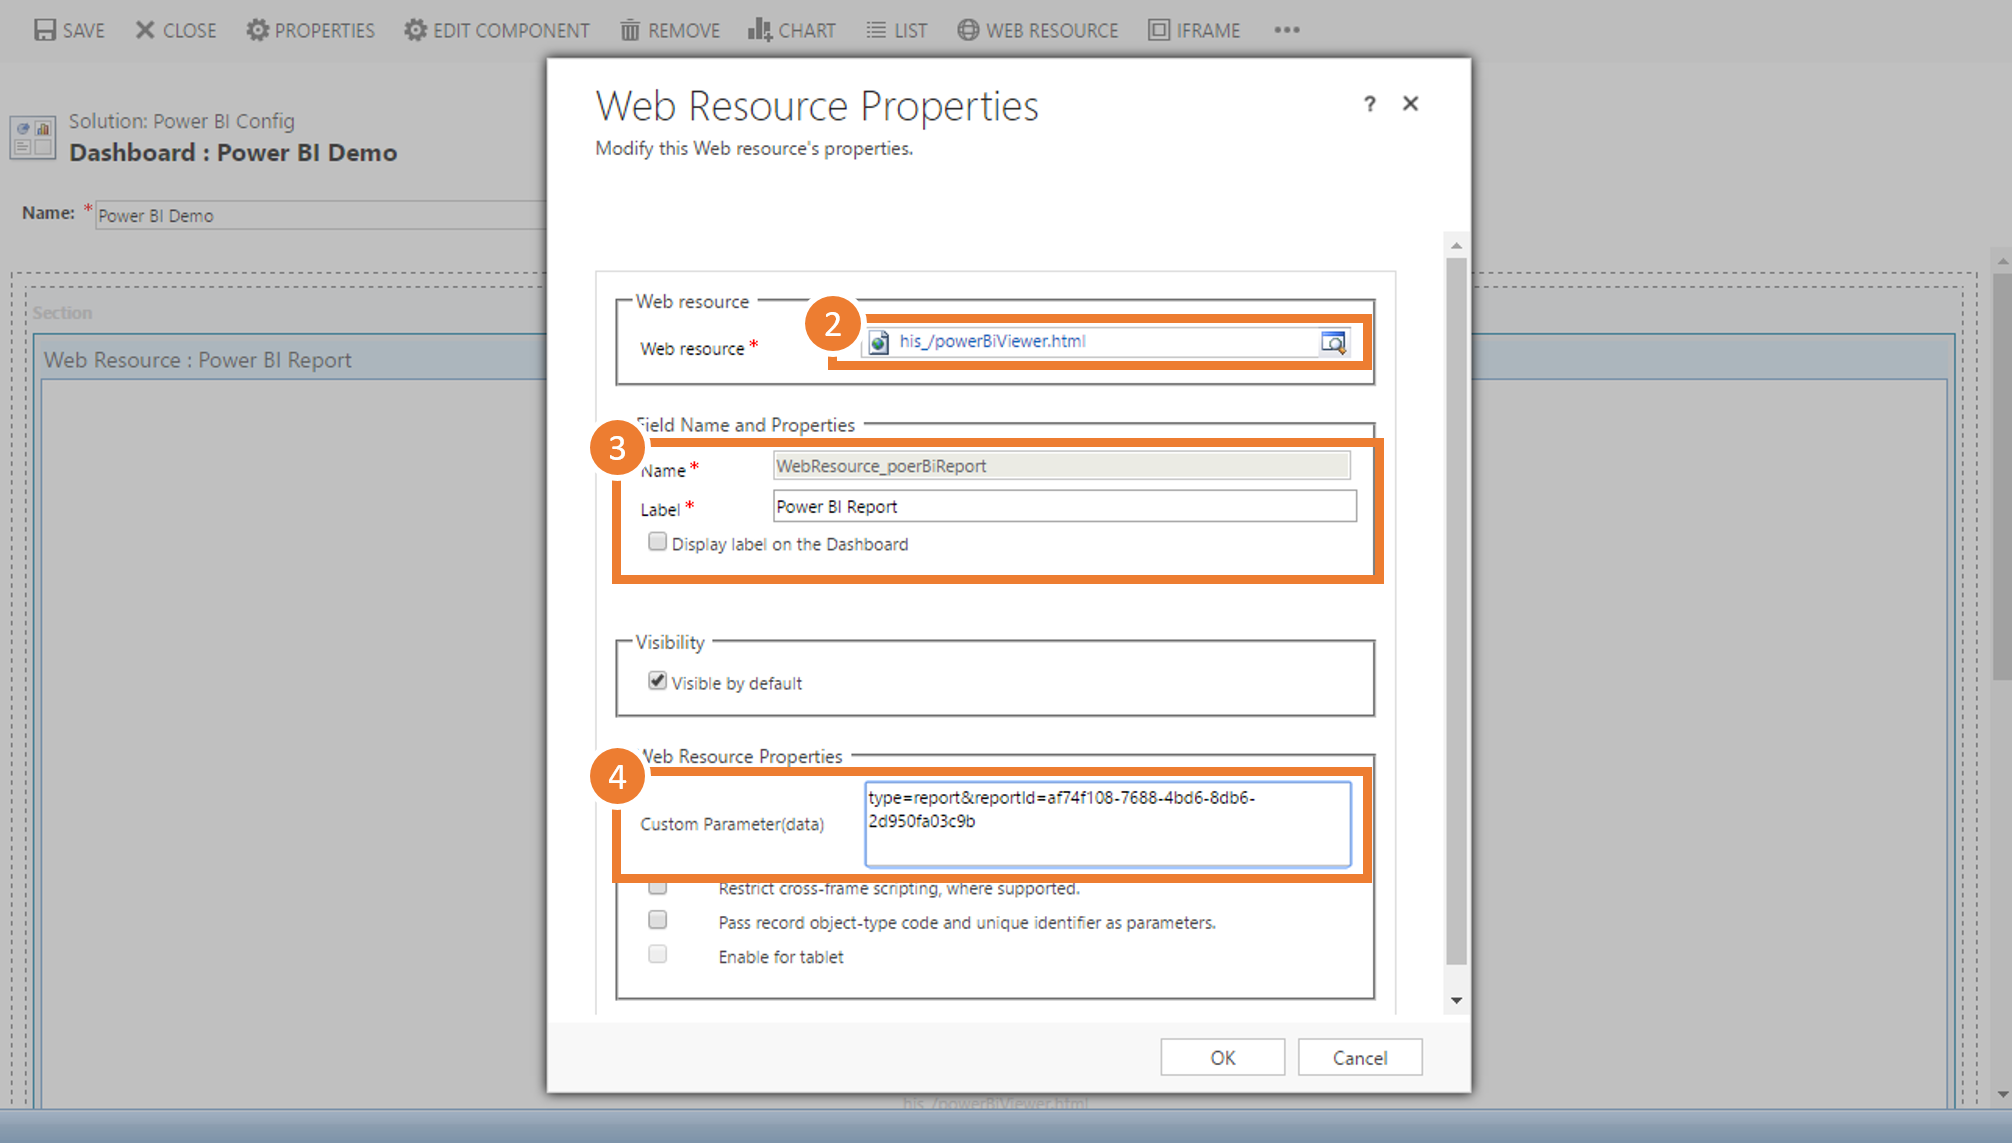 SAVE CLOSE PROPERTIES EDIT COMPONENT REMOVE CHART LIST WEB RESOURCE IFRAME •••
Solution: Power BI Config
Dashboard : Power BI Demo
Name: * Power BI Demo
Section
Web Resource : Power BI Report
Web Resource Properties
? ✕
Modify this Web resource's properties.
Web resource
2
Web resource * his_/powerBiViewer.html
Field Name and Properties
3
Name * WebResource_poerBiReport
Label * Power BI Report
Display label on the Dashboard
Visibility
Visible by default
Web Resource Properties
4
Custom Parameter(data)
type=report&reportId=af74f108-7688-4bd6-8db6-
2d950fa03c9b
Restrict cross-frame scripting, where supported.
Pass record object-type code and unique identifier as parameters.
Enable for tablet
OK Cancel
his_/powerBiViewer.html